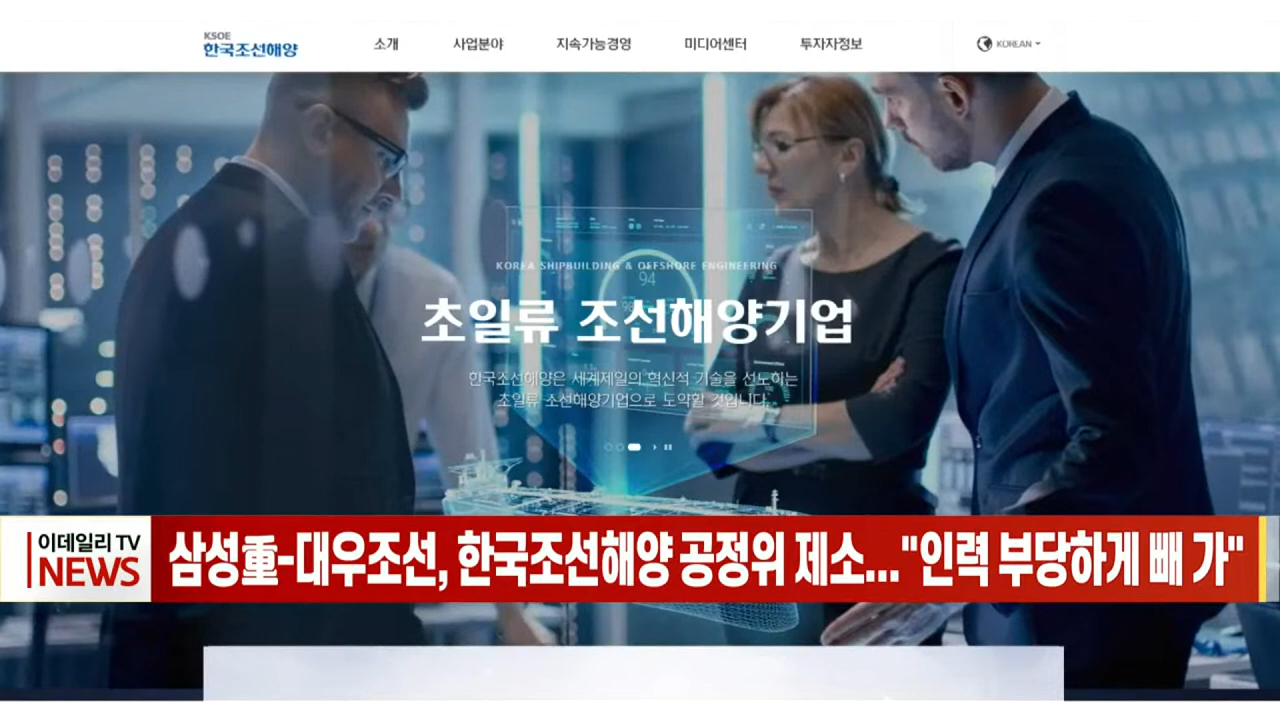 KSOE
한국조선해양
소개
사업분야
지속가능경영
미디어센터
투자자정보
KOREAN
KOREA SHIPBUILDING & OFFSHORE ENGINEERING
94
초일류 조선해양기업
한국조선해양은 세계제일의 혁신적 기술을 선도하는
초일류 조선해양기업으로 도약할 것입니다.
이데일리 TV
NEWS
삼성重-대우조선, 한국조선해양 공정위 제소..."인력 부당하게 빼 가"